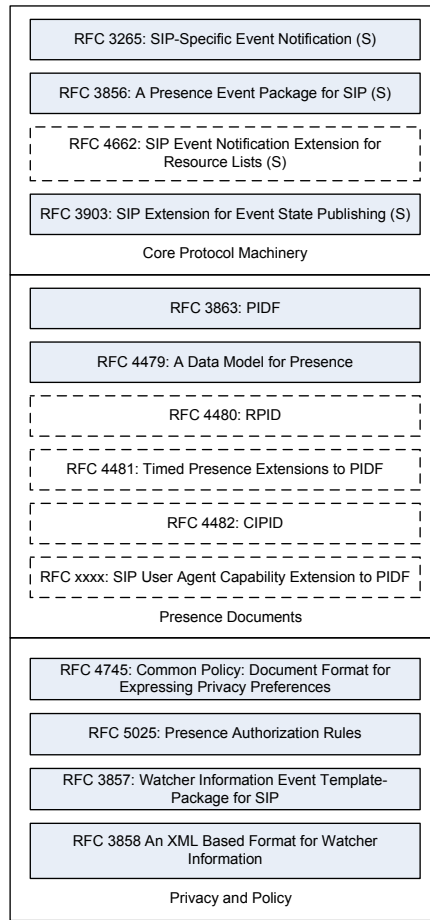 RFC 3265: SIP-Specific Event Notification (S)
RFC 3856: A Presence Event Package for SIP (S)
RFC 4662: SIP Event Notification Extension for
Resource Lists (S)
RFC 3903: SIP Extension for Event State Publishing (S)
Core Protocol Machinery
RFC 3863: PIDF
RFC 4479: A Data Model for Presence
RFC 4480: RPID
RFC 4481: Timed Presence Extensions to PIDF
RFC 4482: CIPID
RFC xxxx: SIP User Agent Capability Extension to PIDF
Presence Documents
RFC 4745: Common Policy: Document Format for
Expressing Privacy Preferences
RFC 5025: Presence Authorization Rules
RFC 3857: Watcher Information Event Template-
Package for SIP
RFC 3858 An XML Based Format for Watcher
Information
Privacy and Policy